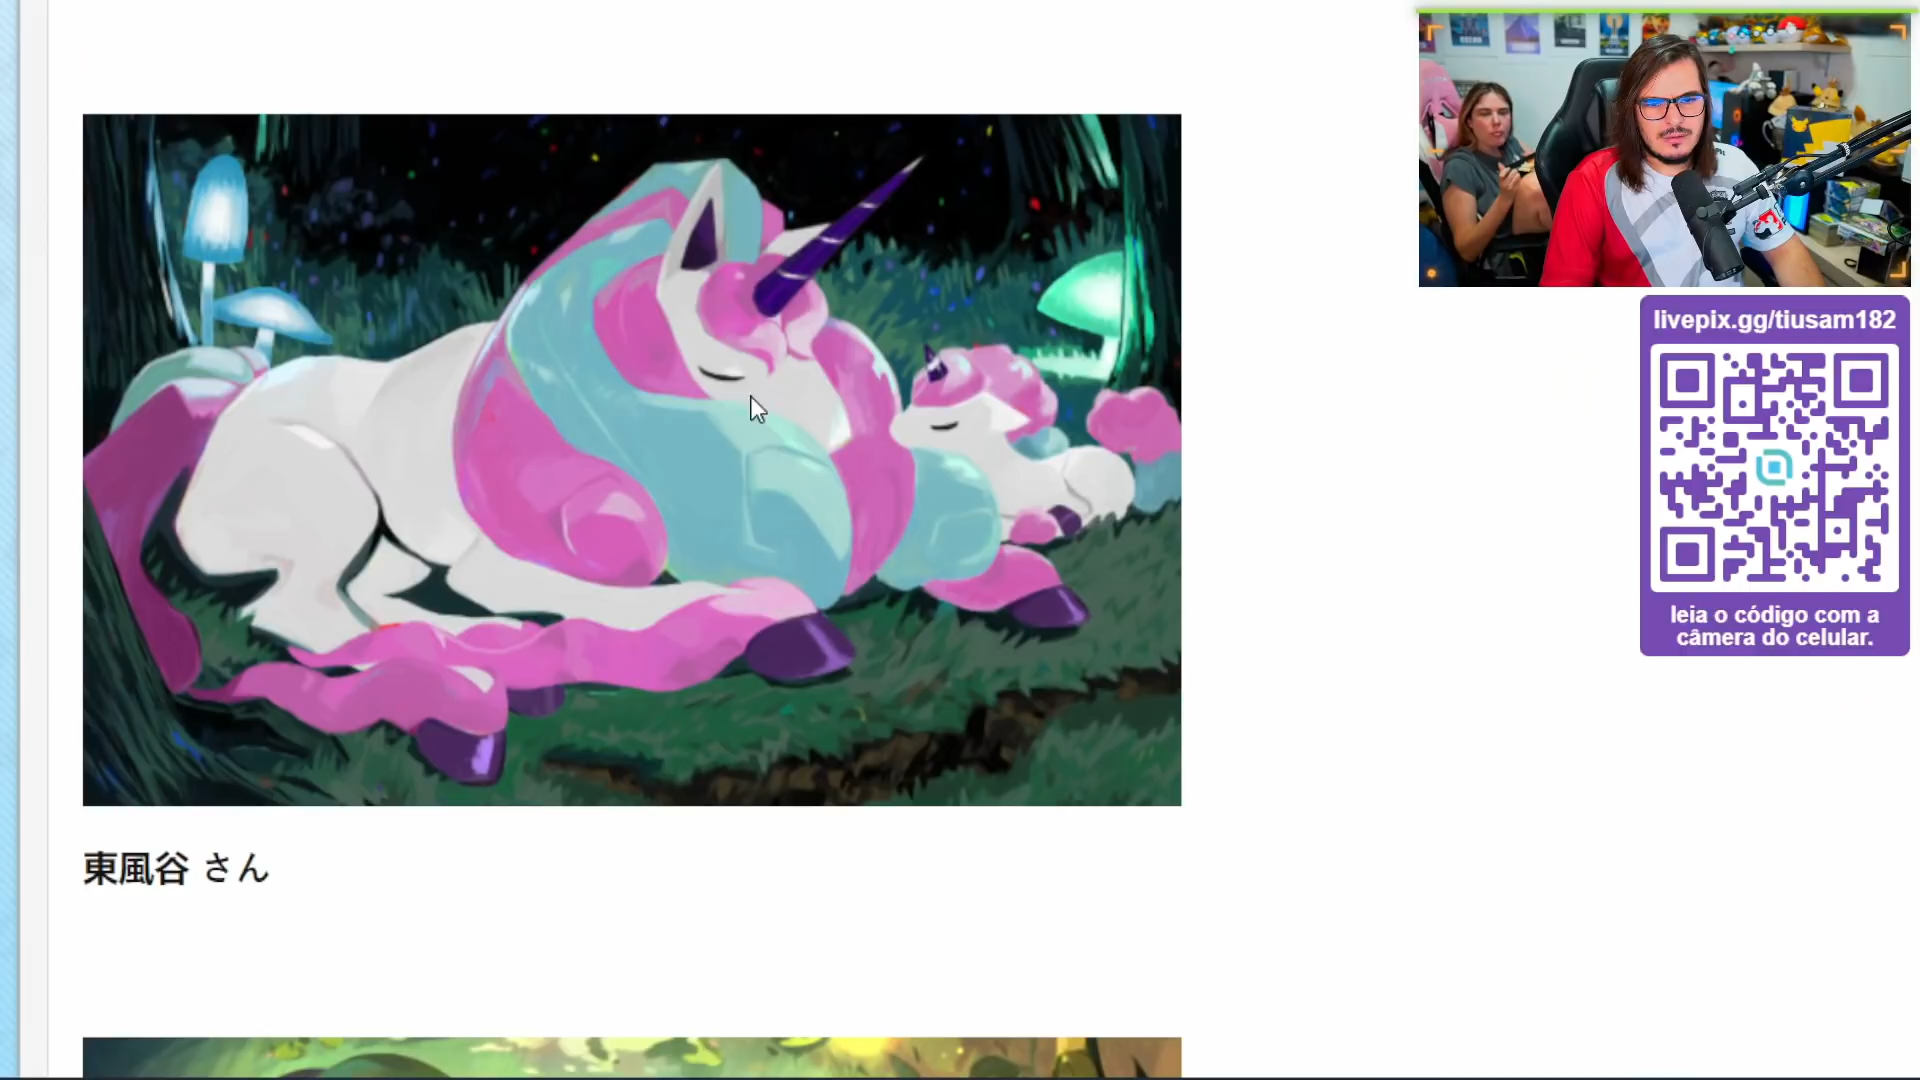 livepix.gg/tiusam182
leia o código com a
câmera do celular.
東風谷 さん